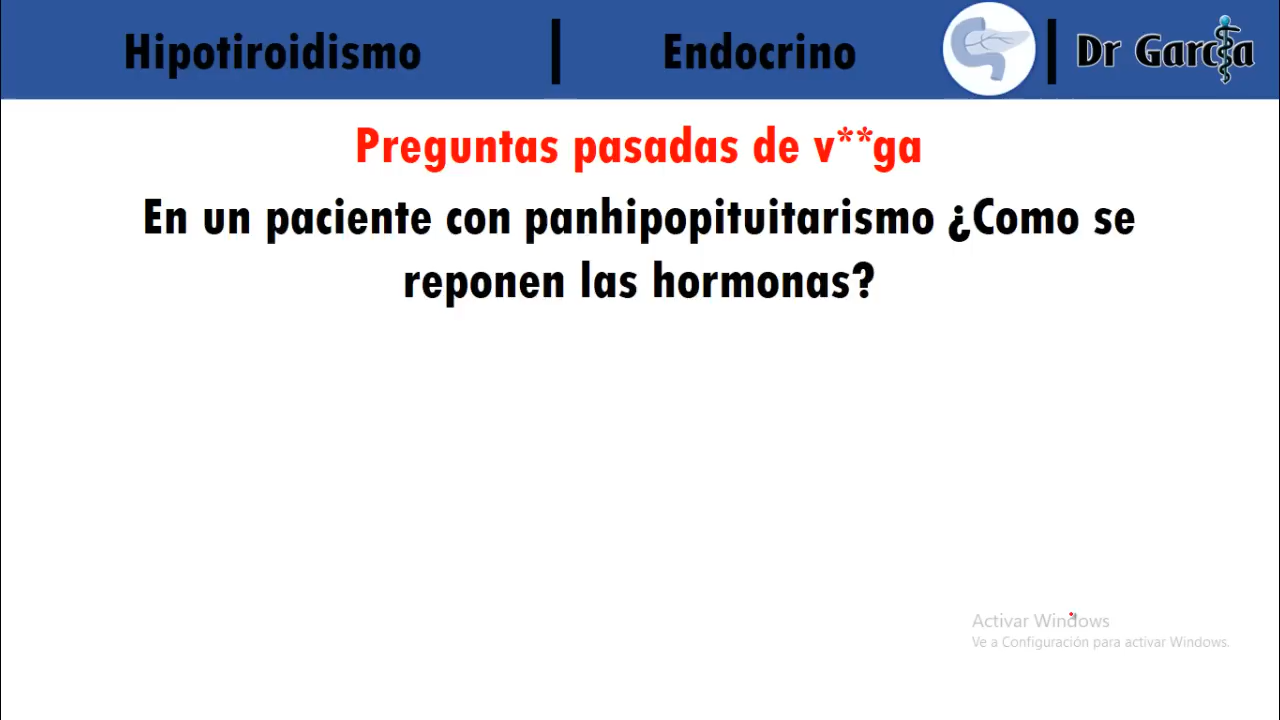 Hipotiroidismo | Endocrino | Dr García
Preguntas pasadas de v**ga
En un paciente con panhipopituitarismo ¿Como se
reponen las hormonas?
Activar Windows
Ve a Configuración para activar Windows.